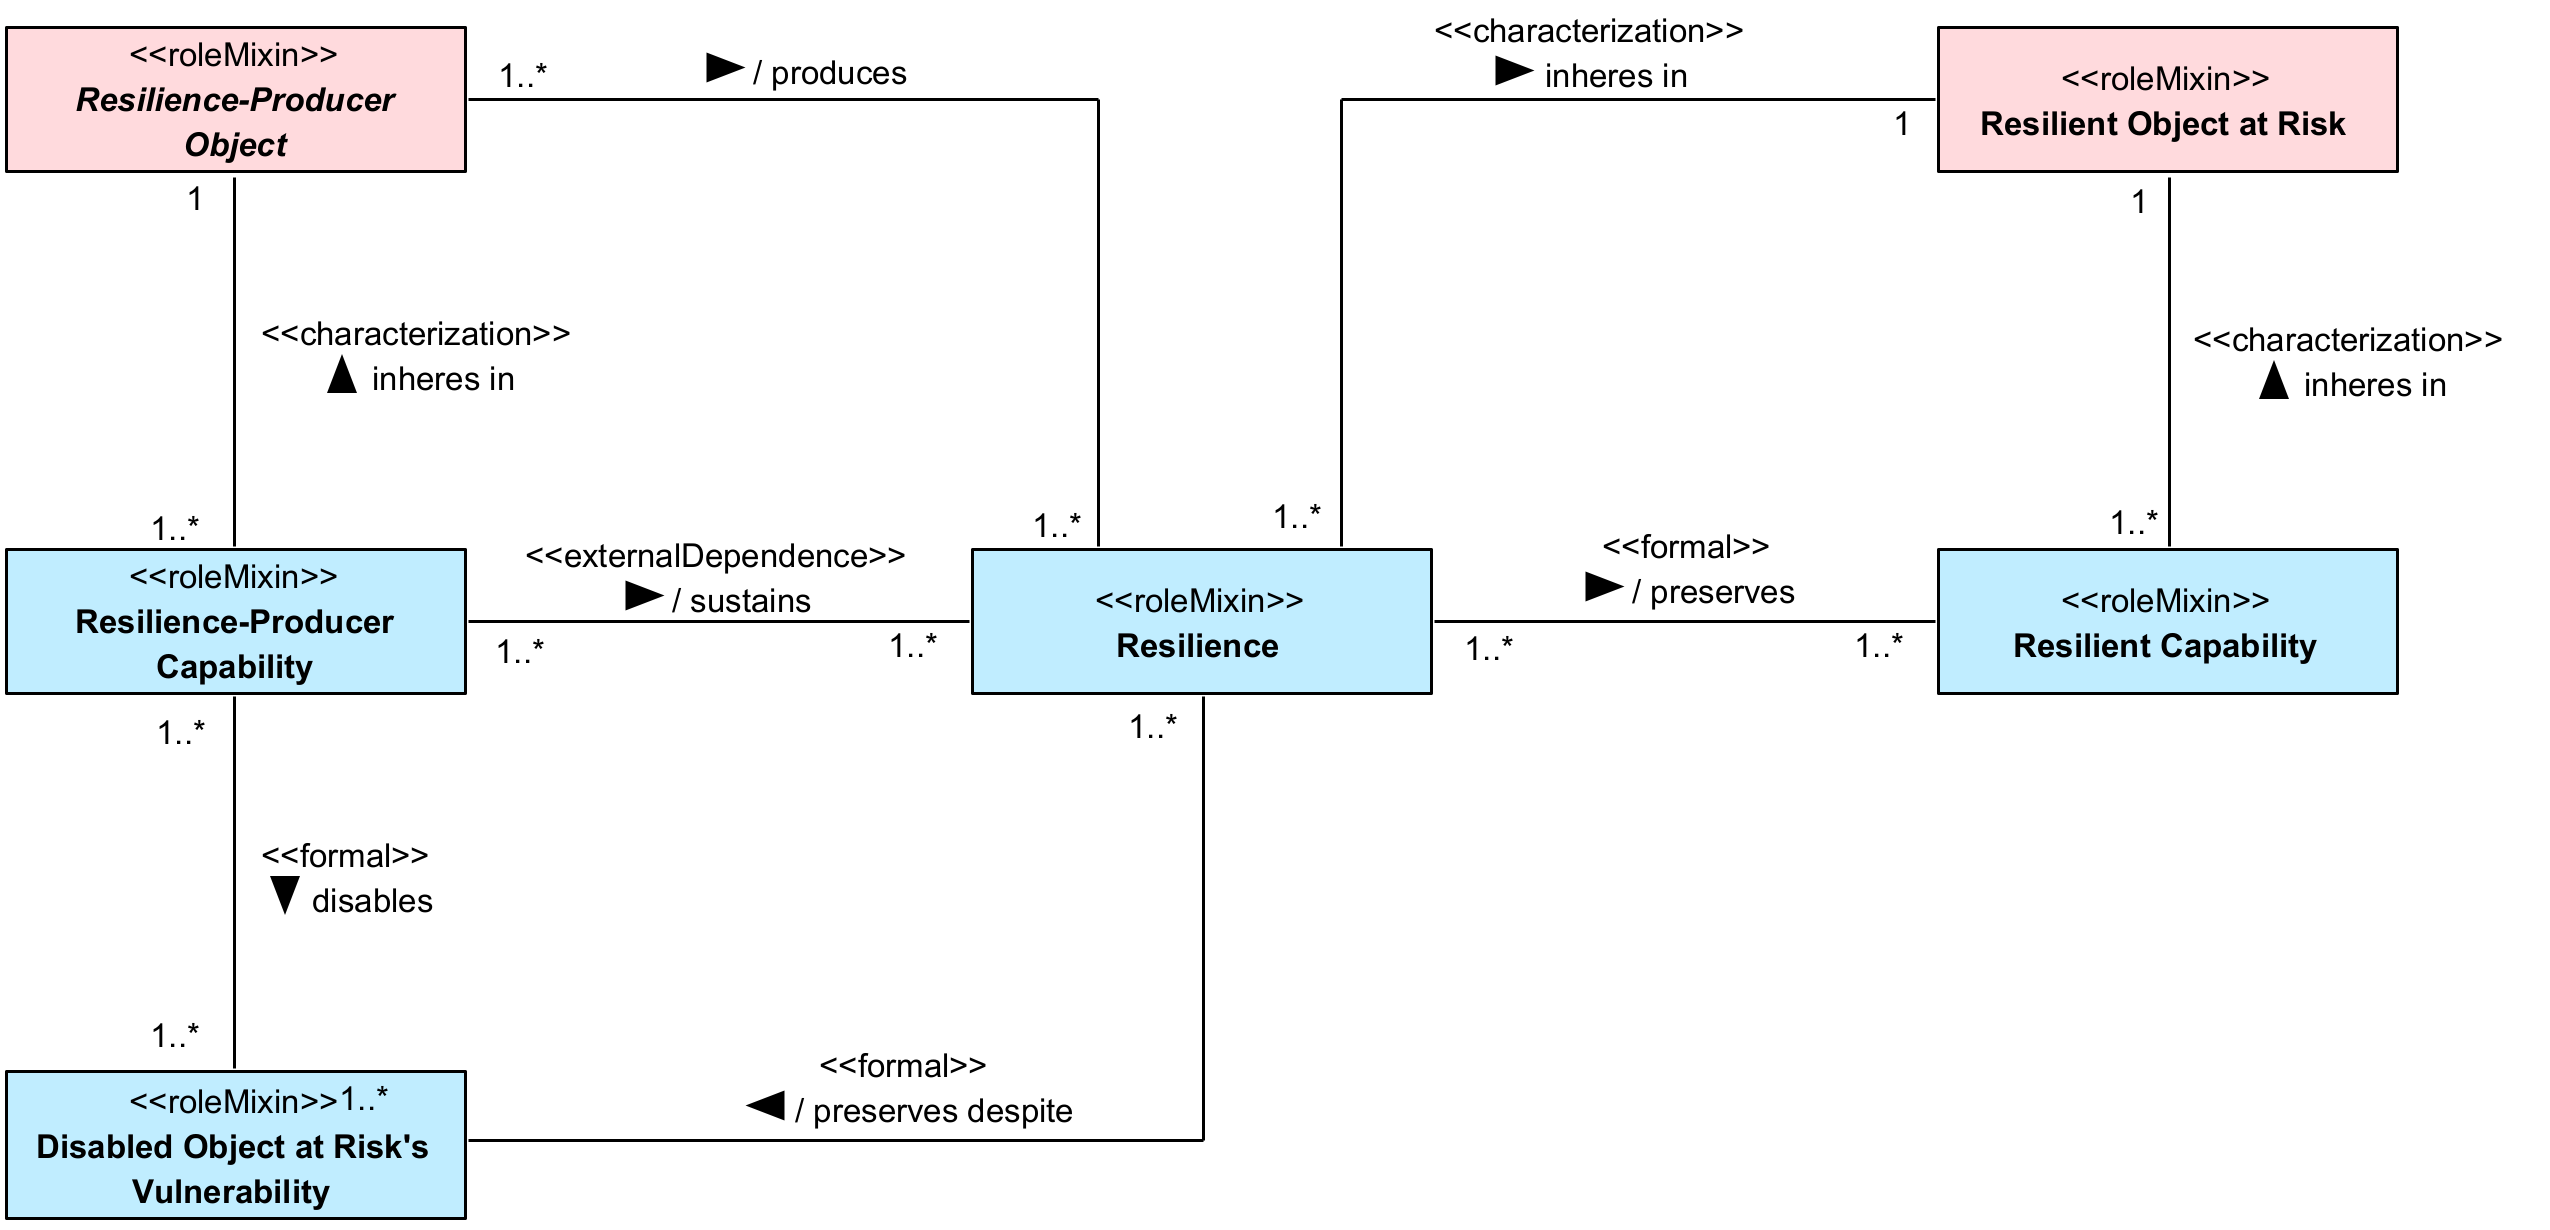 <<roleMixin>>
Resilience-Producer
Object
1..*
/ produces
<<characterization>>
inheres in
1
<<roleMixin>>
Resilient Object at Risk
1
<<characterization>>
inheres in
1..*
1..*
1..*
1
<<characterization>>
inheres in
1..*
<<roleMixin>>
Resilience-Producer
Capability
<<externalDependence>>
/ sustains
1..*
1..*
<<roleMixin>>
Resilience
<<formal>>
/ preserves
1..*
1..*
<<roleMixin>>
Resilient Capability
1..*
<<formal>>
disables
1..*
1..*
<<formal>>
/ preserves despite
<<roleMixin>>1..*
Disabled Object at Risk's
Vulnerability